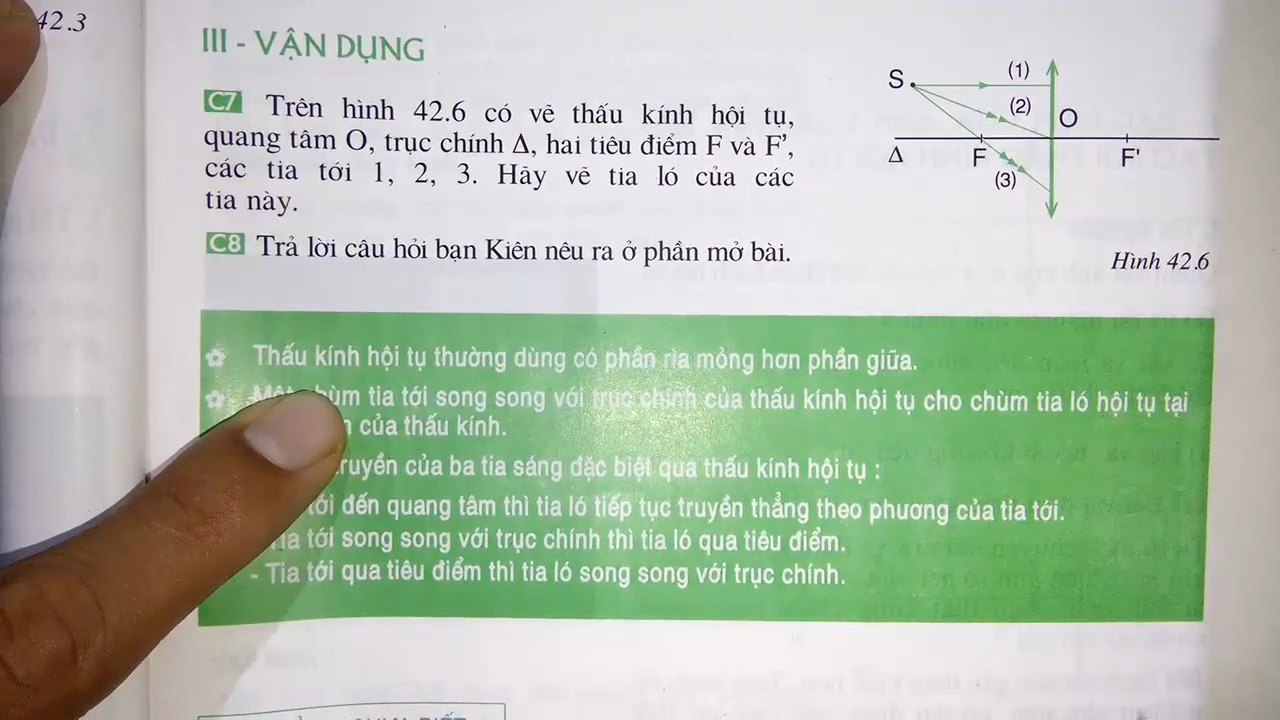 42.3
III - VẬN DỤNG
C7 Trên hình 42.6 có vẽ thấu kính hội tụ,
quang tâm O, trục chính Δ, hai tiêu điểm F và F',
các tia tới 1, 2, 3. Hãy vẽ tia ló của các
tia này.
C8 Trả lời câu hỏi bạn Kiên nêu ra ở phần mở bài.
S
(1)
(2)
O
Δ
F
F'
(3)
Hình 42.6
Thấu kính hội tụ thường dùng có phần rìa mỏng hơn phần giữa.
Một chùm tia tới song song với trục chính của thấu kính hội tụ cho chùm tia ló hội tụ tại
của thấu kính.
truyền của ba tia sáng đặc biệt qua thấu kính hội tụ :
tới đến quang tâm thì tia ló tiếp tục truyền thẳng theo phương của tia tới.
tới song song với trục chính thì tia ló qua tiêu điểm.
- Tia tới qua tiêu điểm thì tia ló song song với trục chính.